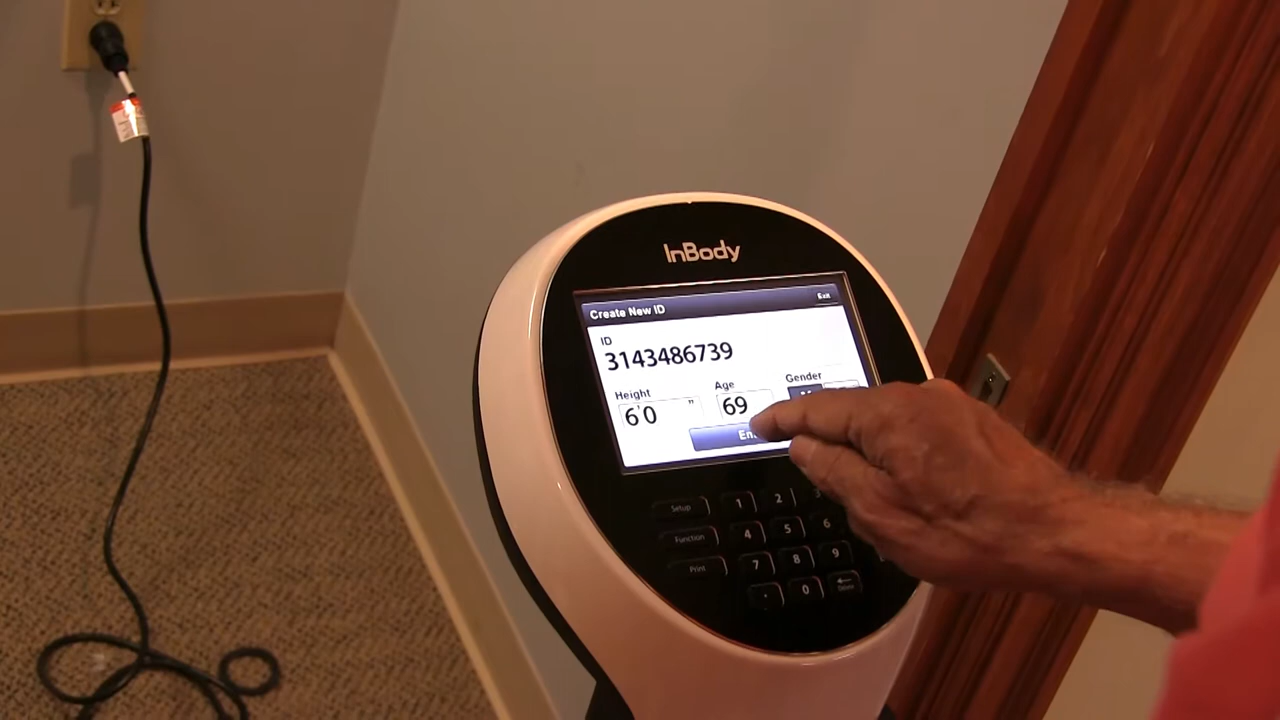 InBody
Create New ID Exit
ID
3143486739
Height Age Gender
6'0 " 69
Setup 1 2 3
Function 4 5 6
Print 7 8 9
. 0